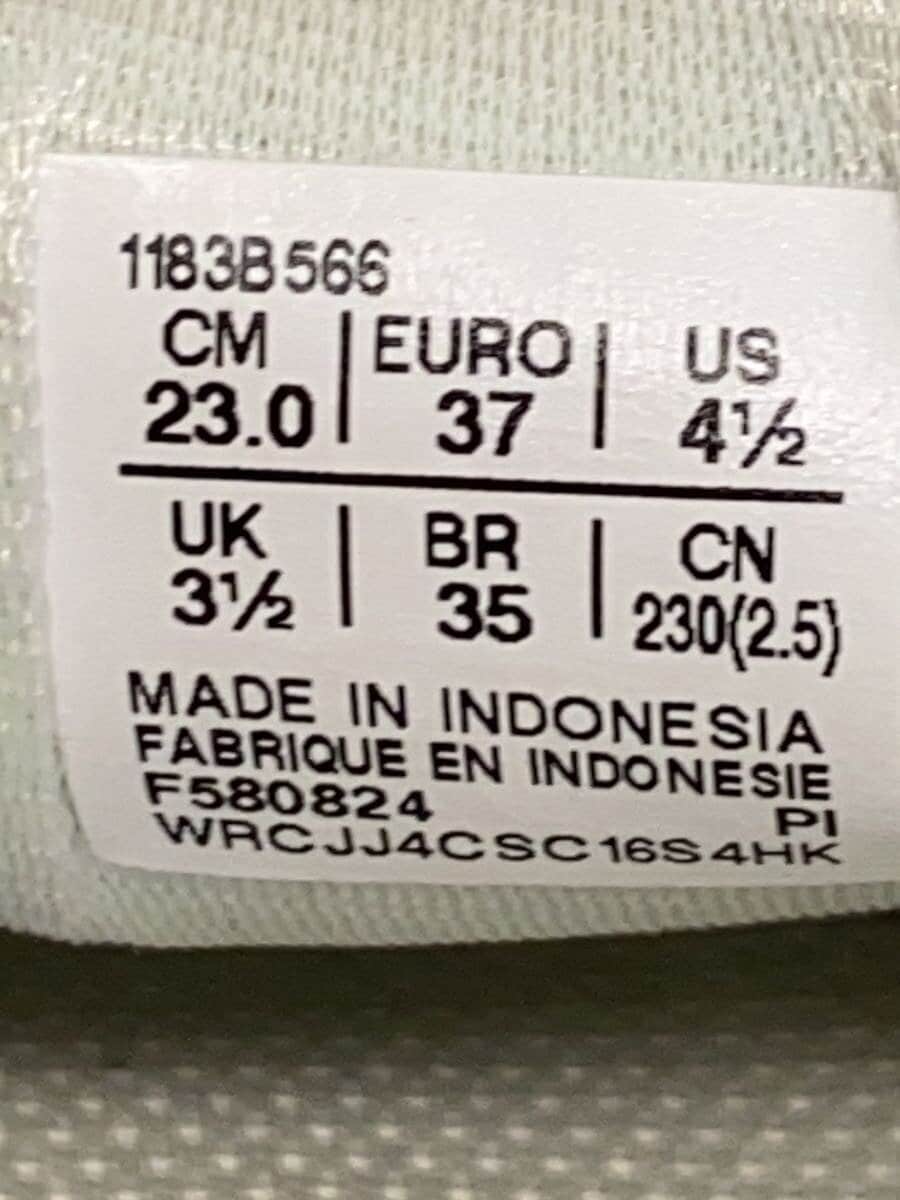 1183B566
CM | EURO | US
23.0 | 37 | 4½
UK | BR | CN
3½ | 35 | 230(2.5)
MADE IN INDONESIA
FABRIQUE EN INDONESIE
F580824 PI
WRCJJ4CSC16S4HK